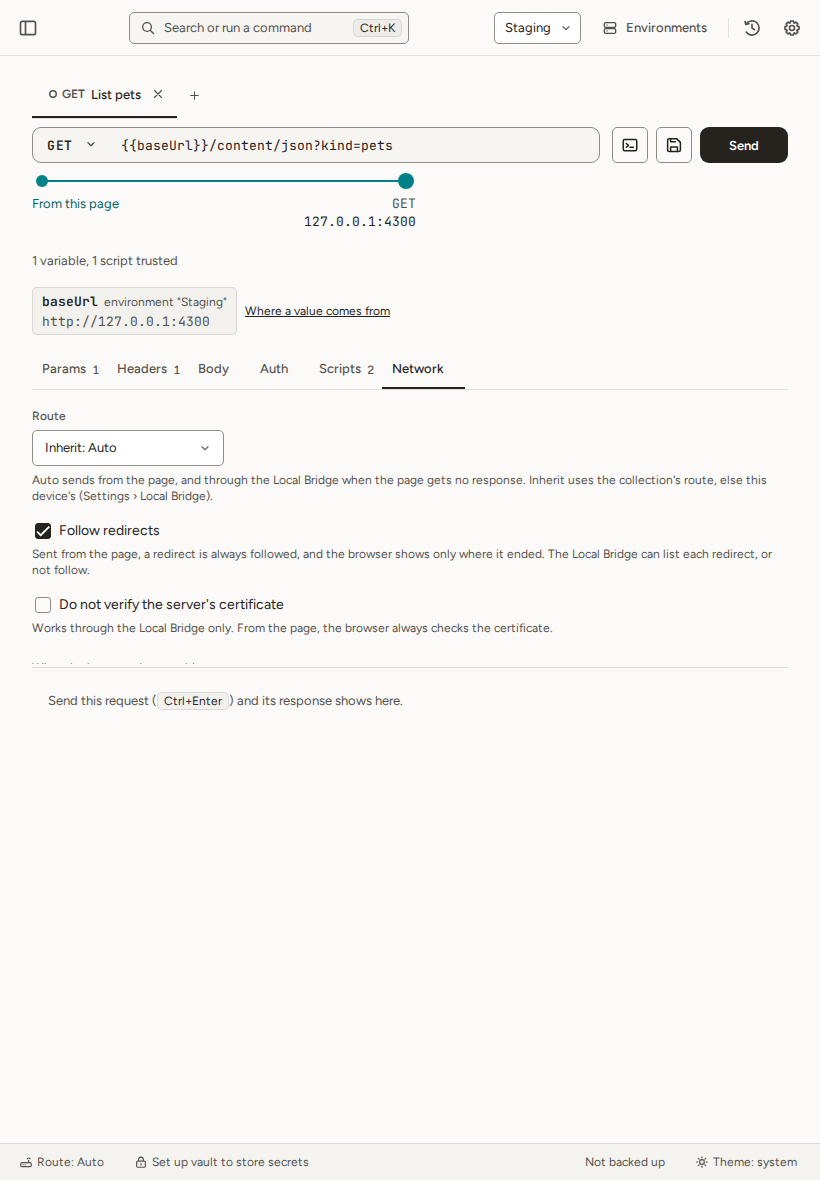 Search or run a command Ctrl+K Staging Environments
GET List pets
GET {{baseUrl}}/content/json?kind=pets Send
From this page GET
127.0.0.1:4300
1 variable, 1 script trusted
baseUrl environment "Staging"
http://127.0.0.1:4300
Where a value comes from
Params 1 Headers 1 Body Auth Scripts 2 Network
Route
Inherit: Auto
Auto sends from the page, and through the Local Bridge when the page gets no response. Inherit uses the collection's route, else this
device's (Settings › Local Bridge).
Follow redirects
Sent from the page, a redirect is always followed, and the browser shows only where it ended. The Local Bridge can list each redirect, or
not follow.
Do not verify the server's certificate
Works through the Local Bridge only. From the page, the browser always checks the certificate.
Send this request (Ctrl+Enter) and its response shows here.
Route: Auto Set up vault to store secrets Not backed up Theme: system